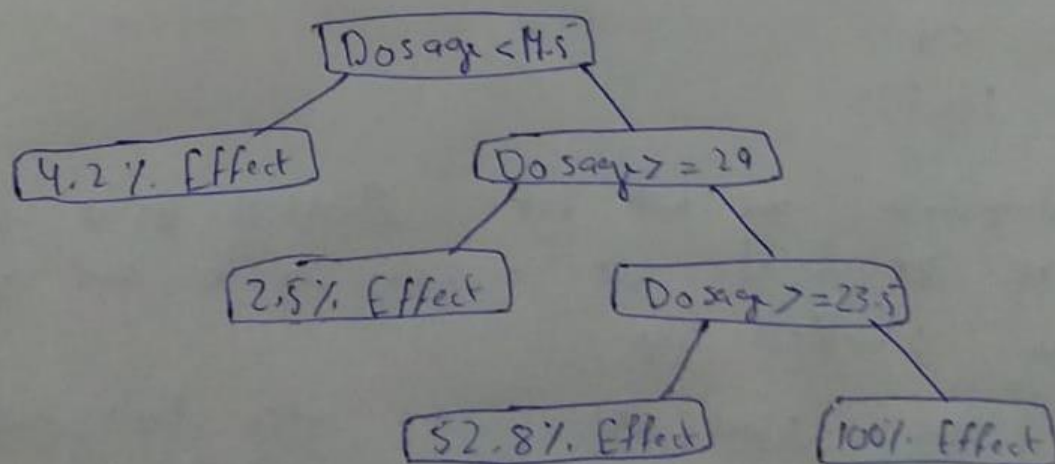 Dosage < 14.5
4.2% Effect
Dosage >= 29
2.5% Effect
Dosage >= 23.5
52.8% Effect
100% Effect